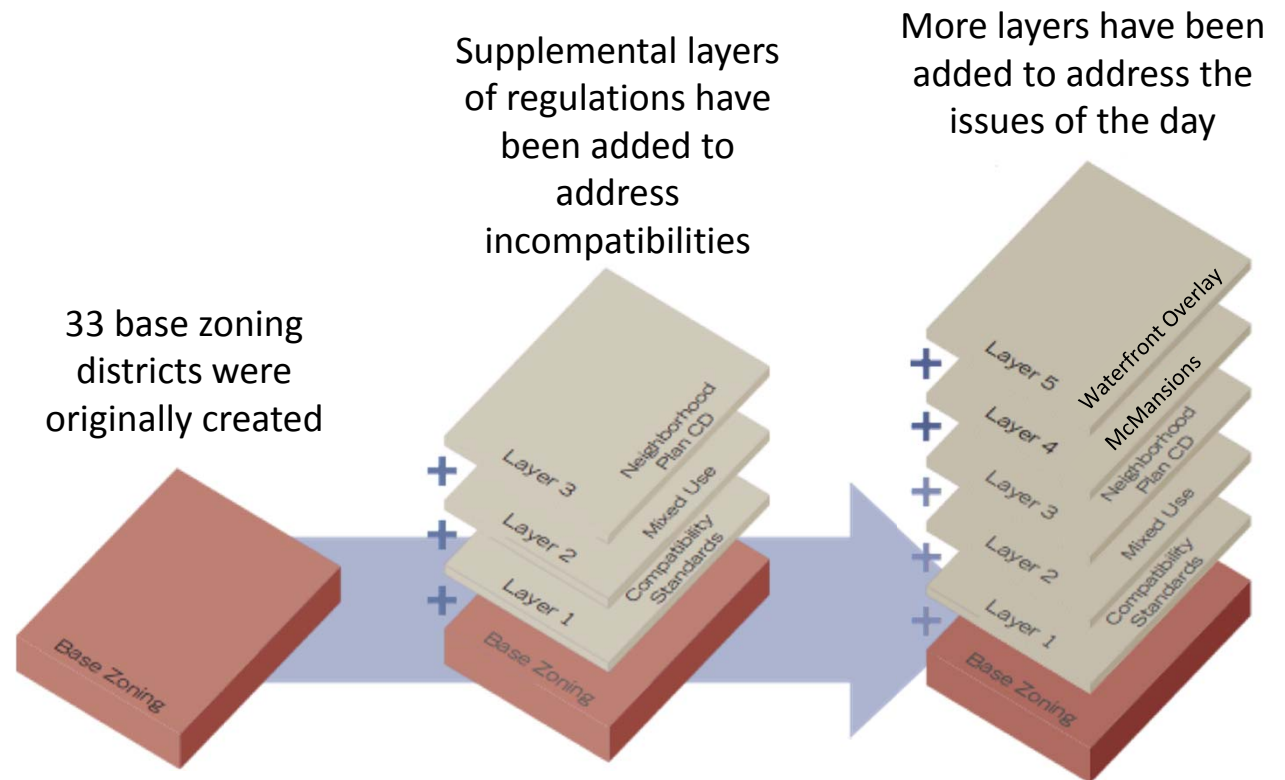 33 base zoning
districts were
originally created
Base Zoning
Supplemental layers
of regulations have
been added to
address
incompatibilities
+
Layer 3
Neighborhood
Plan CD
+
Layer 2
Mixed Use
+
Layer 1
Compatibility
Standards
Base Zoning
More layers have been
added to address the
issues of the day
+
Layer 5
Waterfront Overlay
+
Layer 4
McMansions
+
Layer 3
Neighborhood
Plan CD
+
Layer 2
Mixed Use
+
Layer 1
Compatibility
Standards
Base Zoning